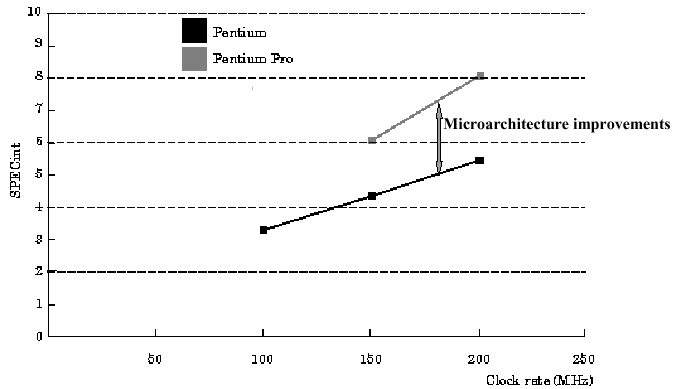 10
9
8
7
6
5
4
3
2
1
0
SPECint
Pentium
Pentium Pro
Microarchitecture improvements
50 100 150 200 250
Clock rate (MHz)